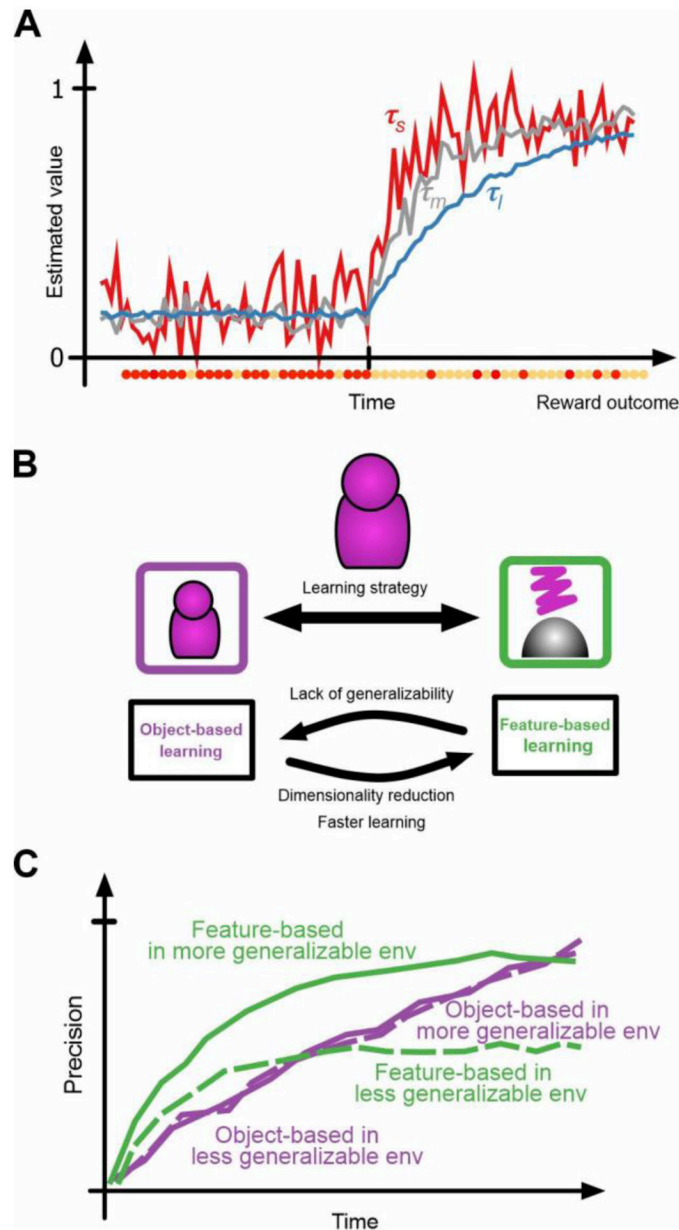 A
1
Estimated value
τs
τm
τl
0
Time
Reward outcome
B
Learning strategy
Lack of generalizability
Object-based
learning
Feature-based
learning
Dimensionality reduction
Faster learning
C
Precision
Feature-based
in more generalizable env
Object-based in
more generalizable env
Feature-based in
less generalizable env
Object-based in
less generalizable env
Time